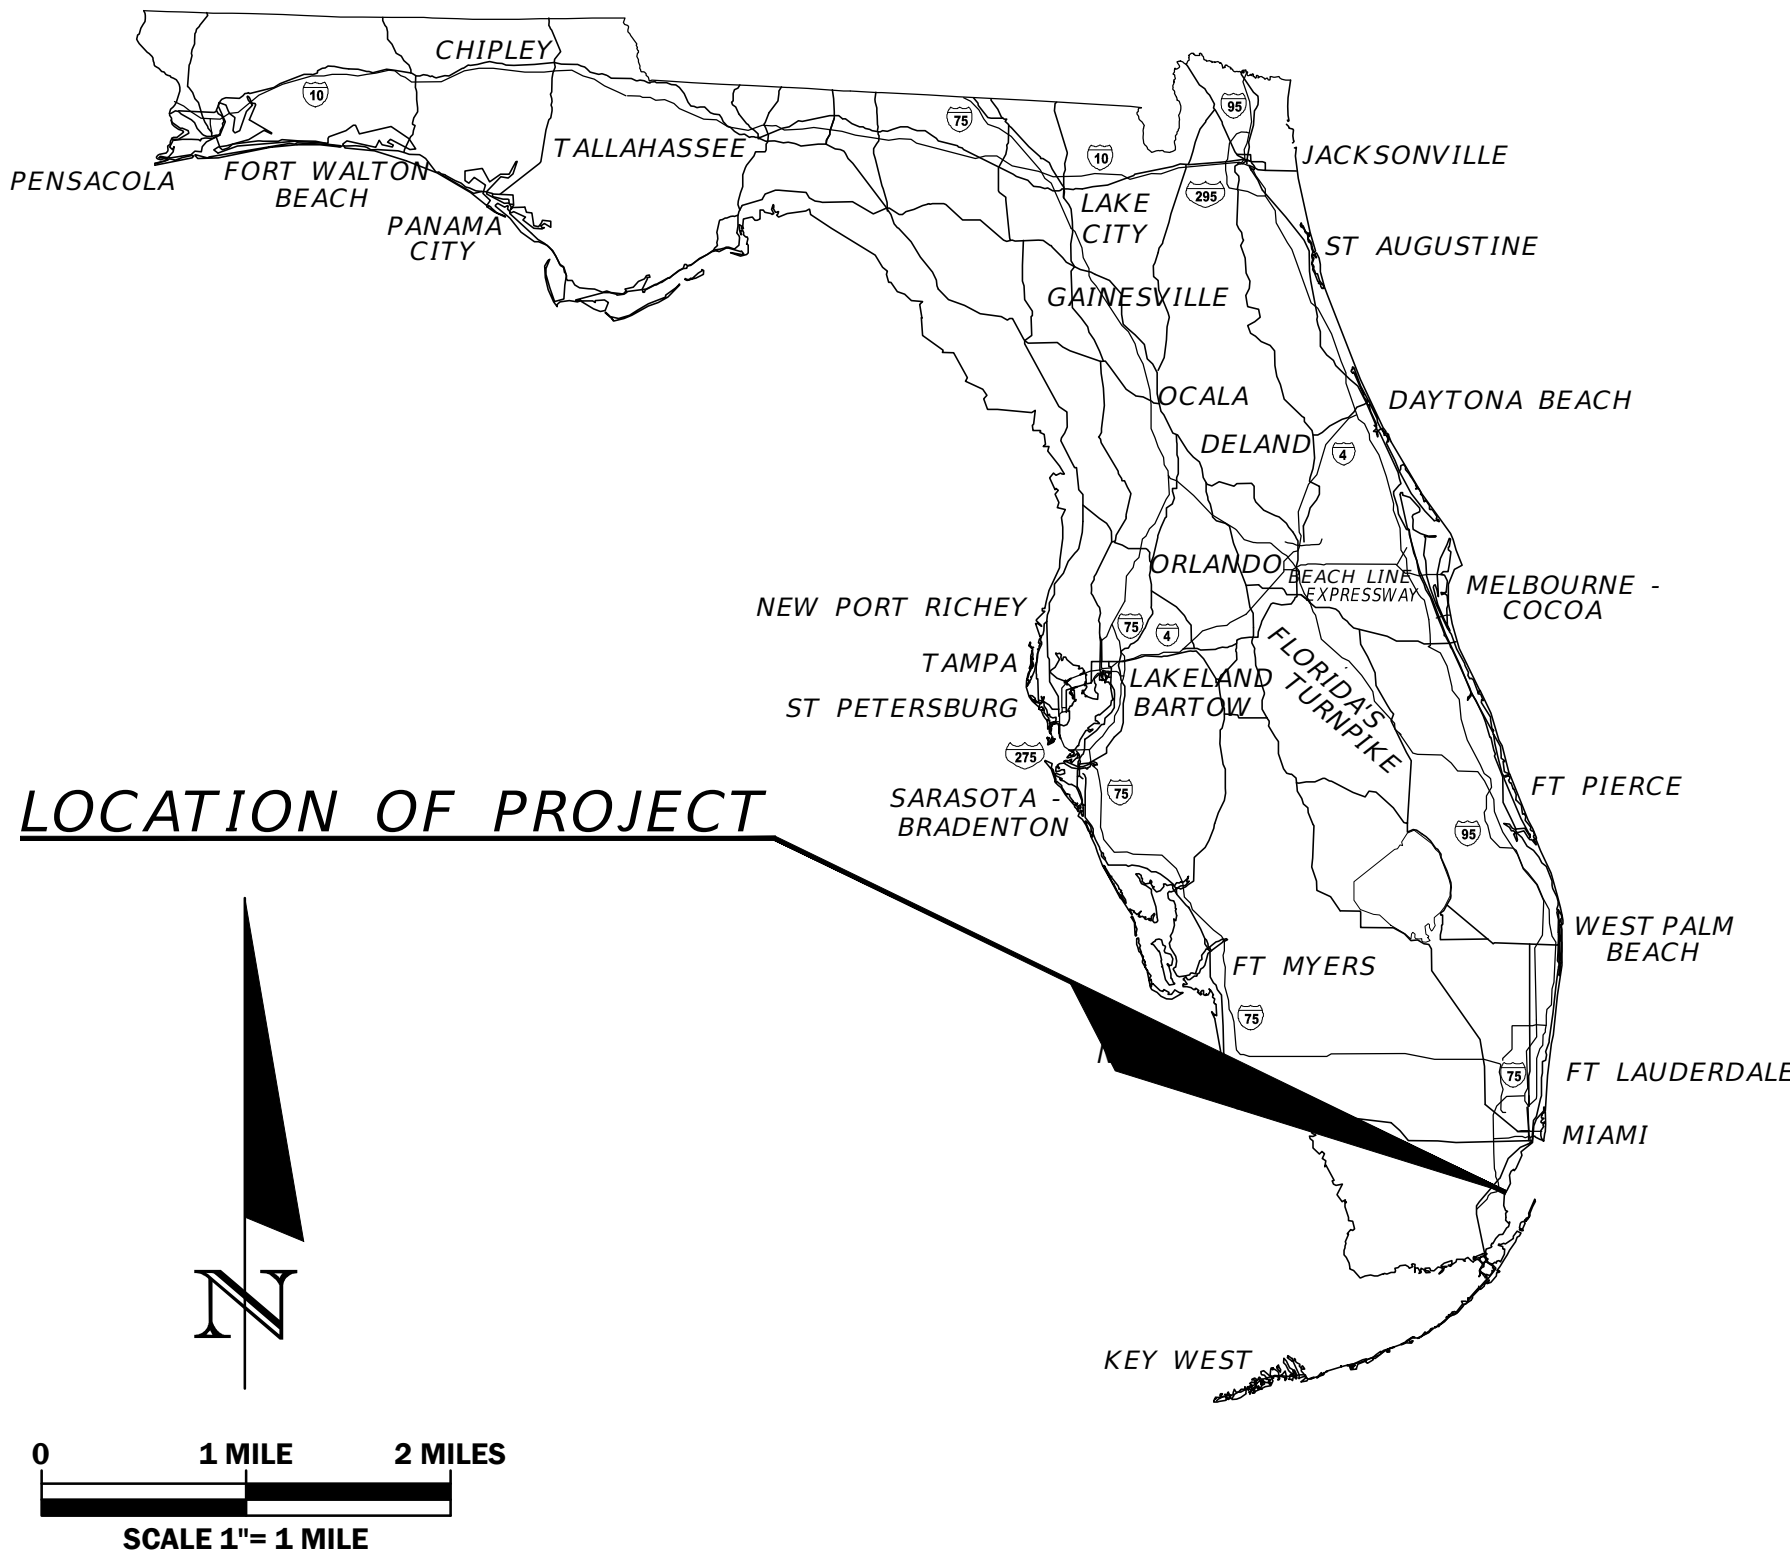 CHIPLEY
10
75
95
TALLAHASSEE
10
JACKSONVILLE
PENSACOLA
FORT WALTON
BEACH
295
LAKE
CITY
PANAMA
CITY
ST AUGUSTINE
GAINESVILLE
OCALA
DAYTONA BEACH
DELAND
4
ORLANDO
BEACH LINE
EXPRESSWAY
MELBOURNE -
COCOA
NEW PORT RICHEY
75
4
TAMPA
LAKELAND
BARTOW
FLORIDA'S
TURNPIKE
ST PETERSBURG
275
75
SARASOTA -
BRADENTON
FT PIERCE
95
LOCATION OF PROJECT
WEST PALM
BEACH
FT MYERS
75
75
FT LAUDERDALE
MIAMI
N
KEY WEST
0 1 MILE 2 MILES
SCALE 1"= 1 MILE